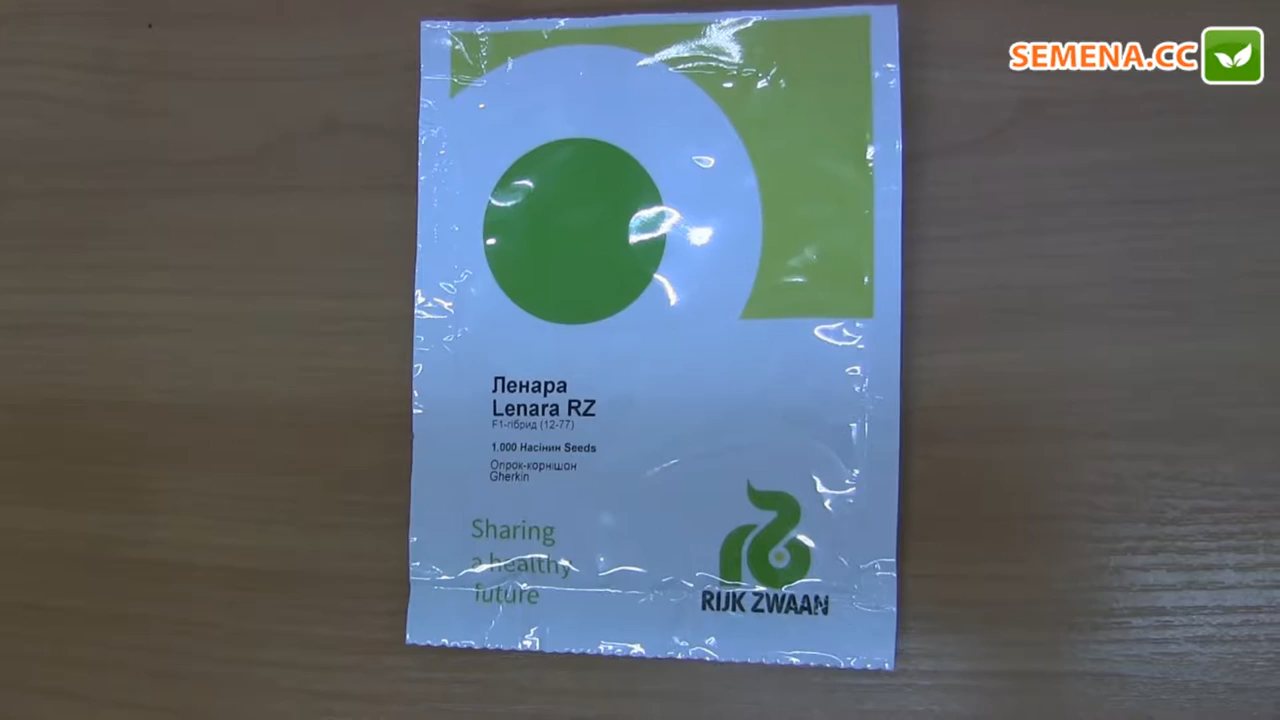 SEMENA.CC
Ленара
Lenara RZ
F1-гібрид (12-77)
1.000 Насінин Seeds
Огірок-корнішон
Gherkin
Sharing
a healthy
future
RIJK ZWAAN